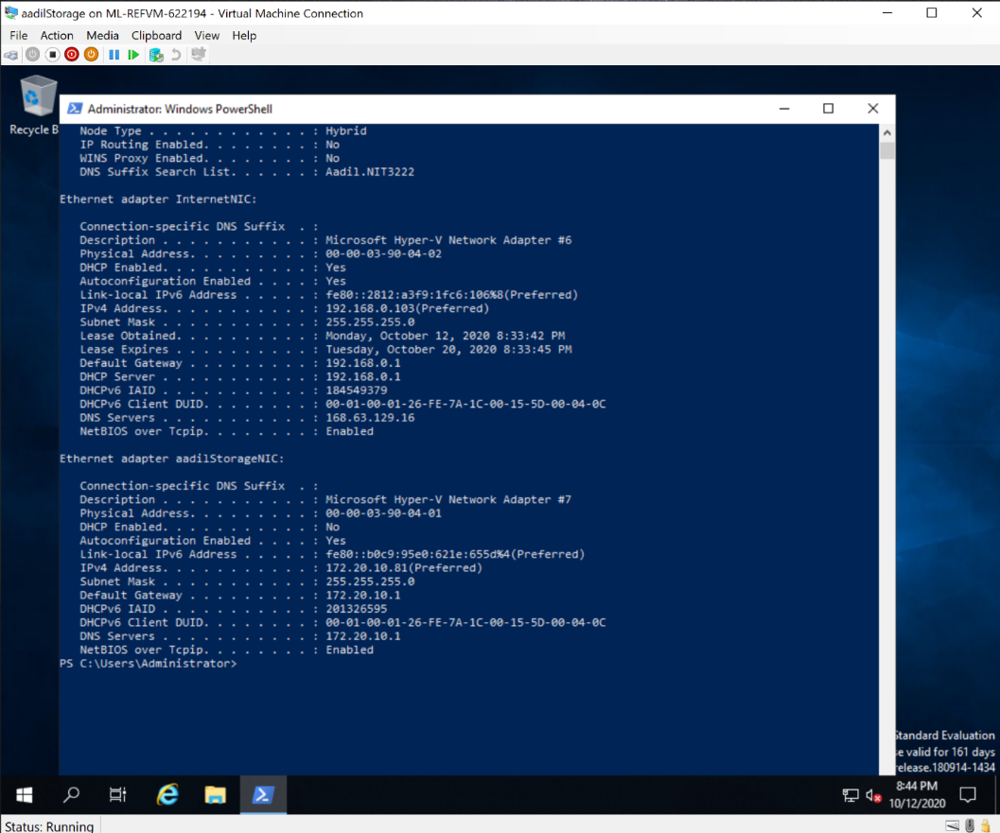 aadilStorage on ML-REFVM-622194 - Virtual Machine Connection
File Action Media Clipboard View Help
Recycle B
Administrator: Windows PowerShell
Node Type . . . . . . . . . . . . : Hybrid
IP Routing Enabled. . . . . . . . : No
WINS Proxy Enabled. . . . . . . . : No
DNS Suffix Search List. . . . . . : Aadil.NIT3222
Ethernet adapter InternetNIC:
Connection-specific DNS Suffix  . :
Description . . . . . . . . . . . : Microsoft Hyper-V Network Adapter #6
Physical Address. . . . . . . . . : 00-00-03-90-04-02
DHCP Enabled. . . . . . . . . . . : Yes
Autoconfiguration Enabled . . . . : Yes
Link-local IPv6 Address . . . . . : fe80::2812:a3f9:1fc6:106%8(Preferred)
IPv4 Address. . . . . . . . . . . : 192.168.0.103(Preferred)
Subnet Mask . . . . . . . . . . . : 255.255.255.0
Lease Obtained. . . . . . . . . . : Monday, October 12, 2020 8:33:42 PM
Lease Expires . . . . . . . . . . : Tuesday, October 20, 2020 8:33:45 PM
Default Gateway . . . . . . . . . : 192.168.0.1
DHCP Server . . . . . . . . . . . : 192.168.0.1
DHCPv6 IAID . . . . . . . . . . . : 184549379
DHCPv6 Client DUID. . . . . . . . : 00-01-00-01-26-FE-7A-1C-00-15-5D-00-04-0C
DNS Servers . . . . . . . . . . . : 168.63.129.16
NetBIOS over Tcpip. . . . . . . . : Enabled
Ethernet adapter aadilStorageNIC:
Connection-specific DNS Suffix  . :
Description . . . . . . . . . . . : Microsoft Hyper-V Network Adapter #7
Physical Address. . . . . . . . . : 00-00-03-90-04-01
DHCP Enabled. . . . . . . . . . . : No
Autoconfiguration Enabled . . . . : Yes
Link-local IPv6 Address . . . . . : fe80::b0c9:95e0:621e:655d%4(Preferred)
IPv4 Address. . . . . . . . . . . : 172.20.10.81(Preferred)
Subnet Mask . . . . . . . . . . . : 255.255.255.0
Default Gateway . . . . . . . . . : 172.20.10.1
DHCPv6 IAID . . . . . . . . . . . : 201326595
DHCPv6 Client DUID. . . . . . . . : 00-01-00-01-26-FE-7A-1C-00-15-5D-00-04-0C
DNS Servers . . . . . . . . . . . : 172.20.10.1
NetBIOS over Tcpip. . . . . . . . : Enabled
PS C:\Users\Administrator>
Standard Evaluation
se valid for 161 days
release.180914-1434
8:44 PM
10/12/2020
Status: Running